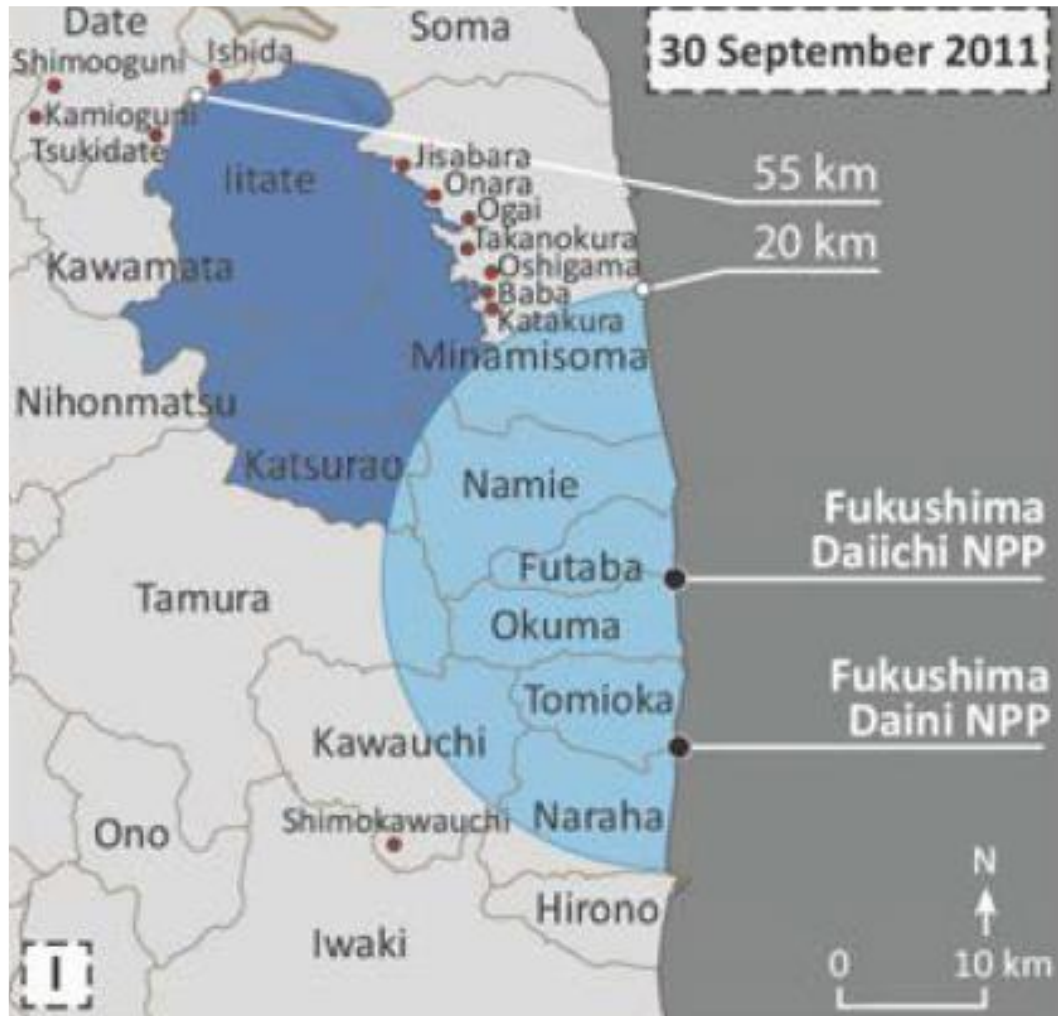 Date
Soma
30 September 2011
Ishida
Shimooguni
Kamioguni
Tsukidate
Iitate
Jisabara
Onara
Ogai
Takanokura
Oshigama
Baba
Katakura
55 km
20 km
Kawamata
Minamisoma
Nihonmatsu
Katsurao
Namie
Fukushima
Daiichi NPP
Futaba
Tamura
Okuma
Fukushima
Daini NPP
Tomioka
Kawauchi
Shimokawauchi
Naraha
Ono
Hirono
Iwaki
N
0 10 km
I